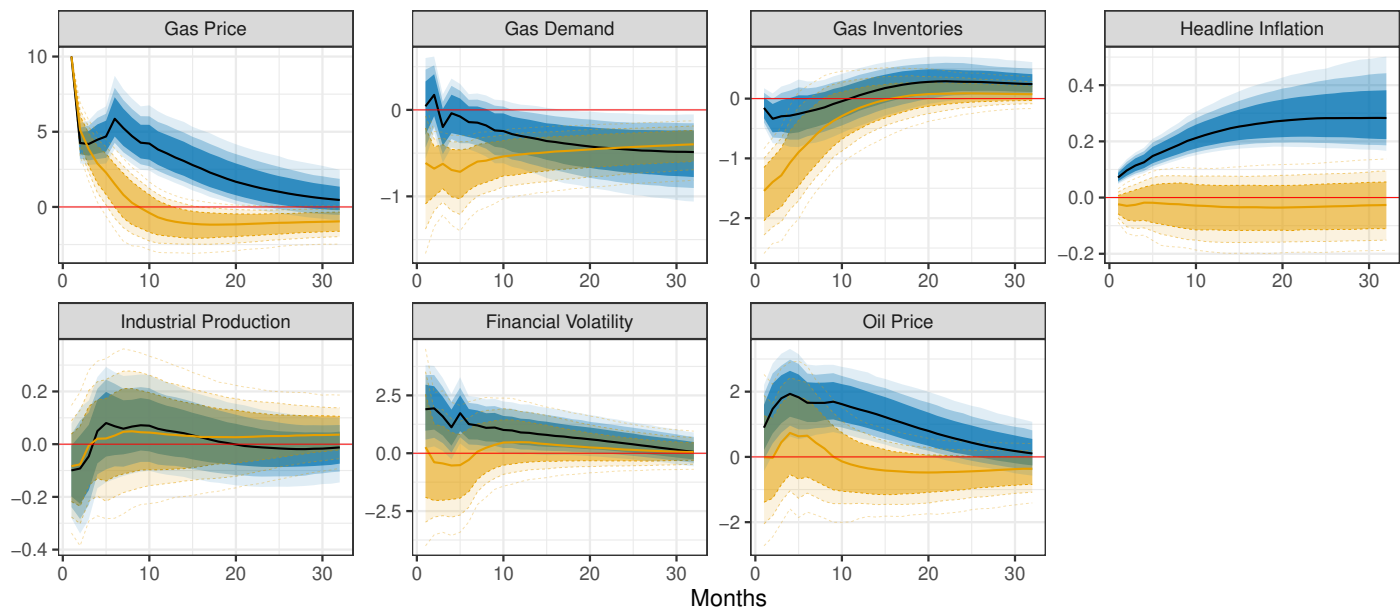 Gas Price
Gas Demand
Gas Inventories
Headline Inflation
10
5
0
0
−1
0
−1
−2
0.4
0.2
0.0
−0.2
0 10 20 30
0 10 20 30
0 10 20 30
0 10 20 30
Industrial Production
Financial Volatility
Oil Price
0.2
0.0
−0.2
−0.4
2.5
0.0
−2.5
2
0
−2
0 10 20 30
0 10 20 30
0 10 20 30
Months